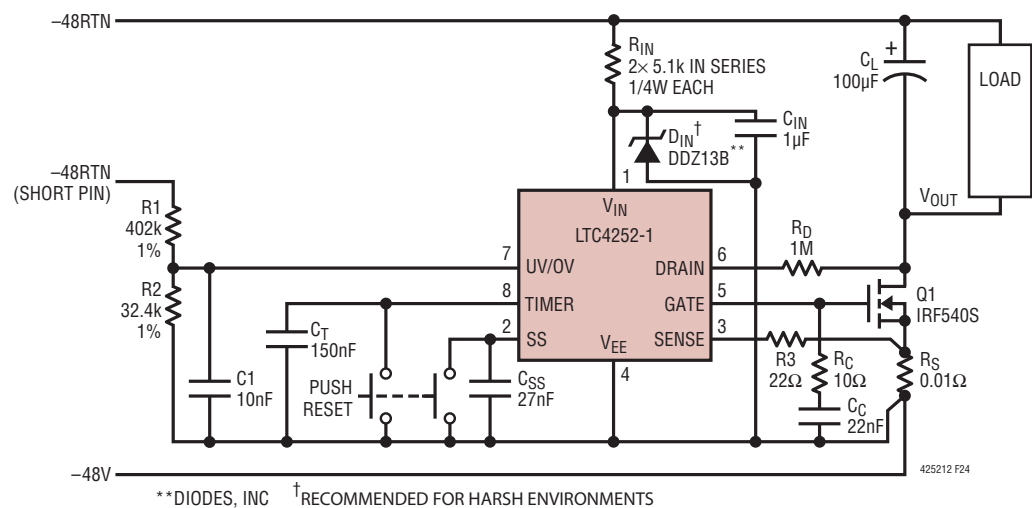 −48RTN
R_IN
2× 5.1k IN SERIES
1/4W EACH
+
C_L
100µF
LOAD
D_IN†
DDZ13B**
C_IN
1µF
−48RTN
(SHORT PIN)
R1
402k
1%
R2
32.4k
1%
C1
10nF
C_T
150nF
PUSH
RESET
C_SS
27nF
1
V_IN
LTC4252-1
7
UV/OV
8
TIMER
2
SS
V_EE
4
DRAIN
6
GATE
5
SENSE
3
R_D
1M
V_OUT
Q1
IRF540S
R3
22Ω
R_C
10Ω
C_C
22nF
R_S
0.01Ω
−48V
425212 F24
**DIODES, INC †RECOMMENDED FOR HARSH ENVIRONMENTS